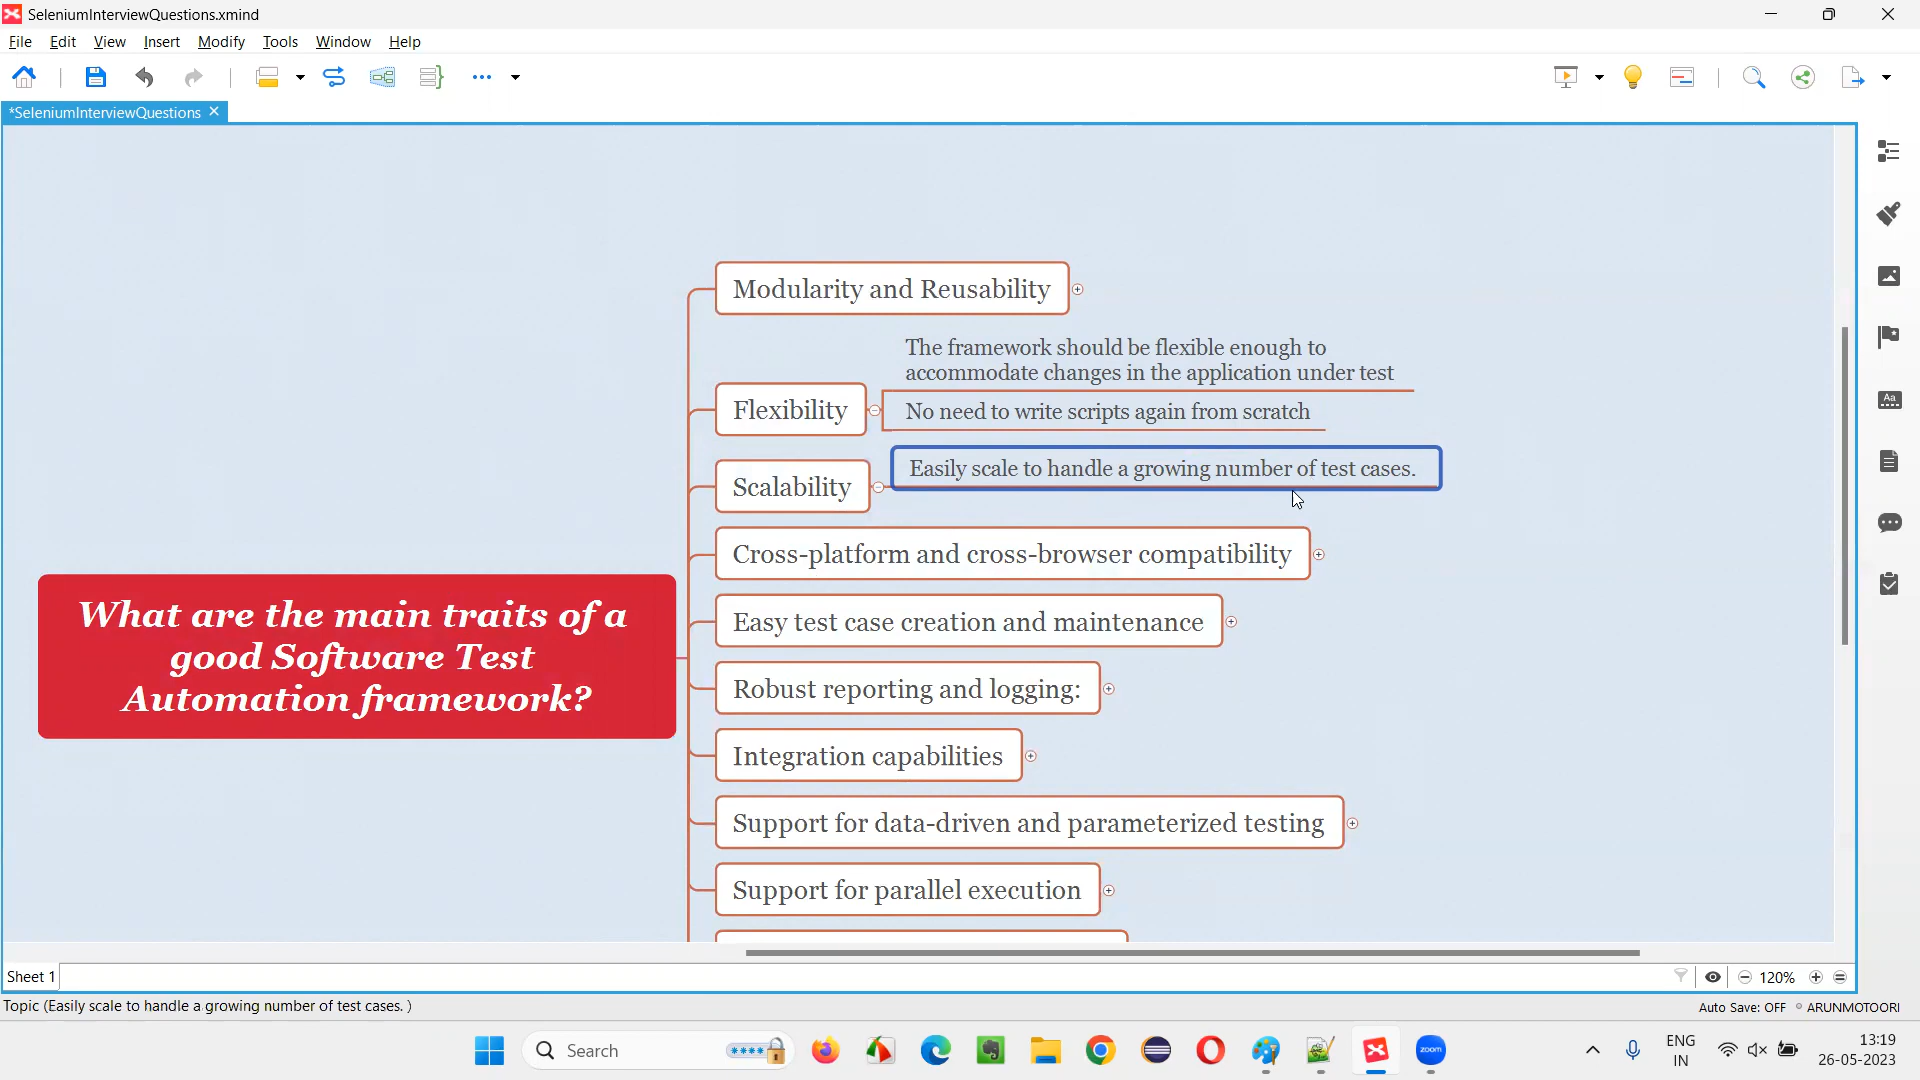 SeleniumInterviewQuestions.xmind
File Edit View Insert Modify Tools Window Help
*SeleniumInterviewQuestions
Modularity and Reusability
The framework should be flexible enough to
accommodate changes in the application under test
Flexibility
No need to write scripts again from scratch
Easily scale to handle a growing number of test cases.
Scalability
Cross-platform and cross-browser compatibility
What are the main traits of a
good Software Test
Automation framework?
Easy test case creation and maintenance
Robust reporting and logging:
Integration capabilities
Support for data-driven and parameterized testing
Support for parallel execution
Aa
Sheet 1
120%
Topic (Easily scale to handle a growing number of test cases. )
Auto Save: OFF
ARUNMOTOORI
Search
****
zoom
ENG
IN
13:19
26-05-2023